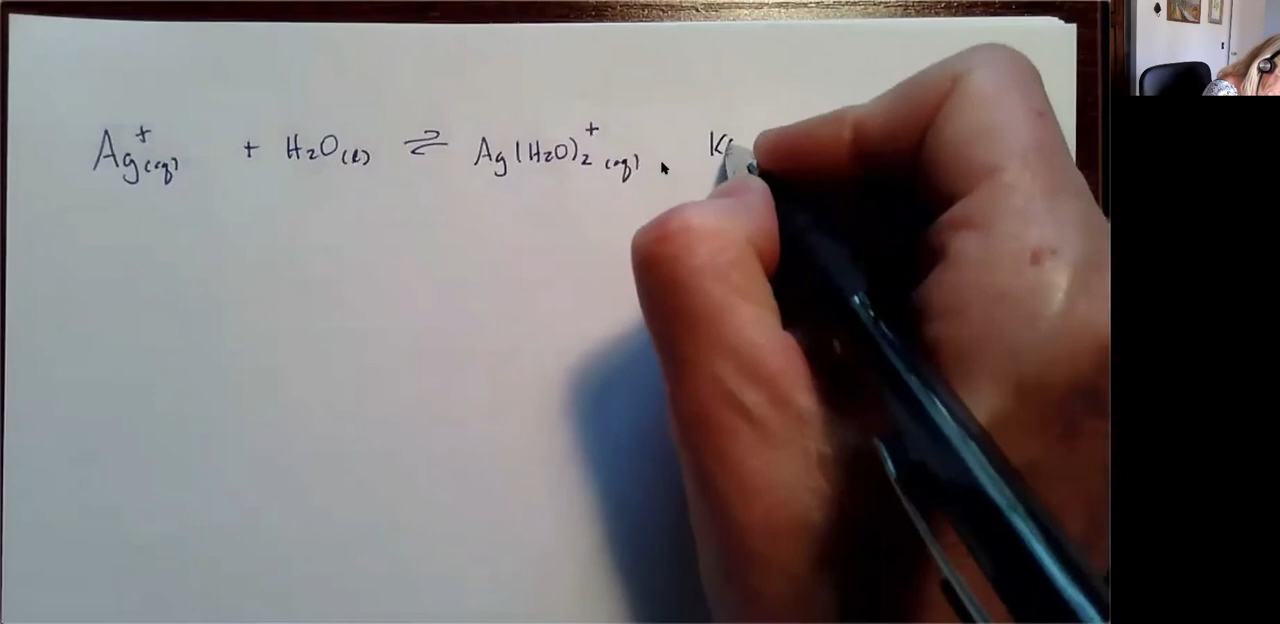 Ag⁺(aq) + H₂O(l) ⇌ Ag(H₂O)₂⁺(aq) K